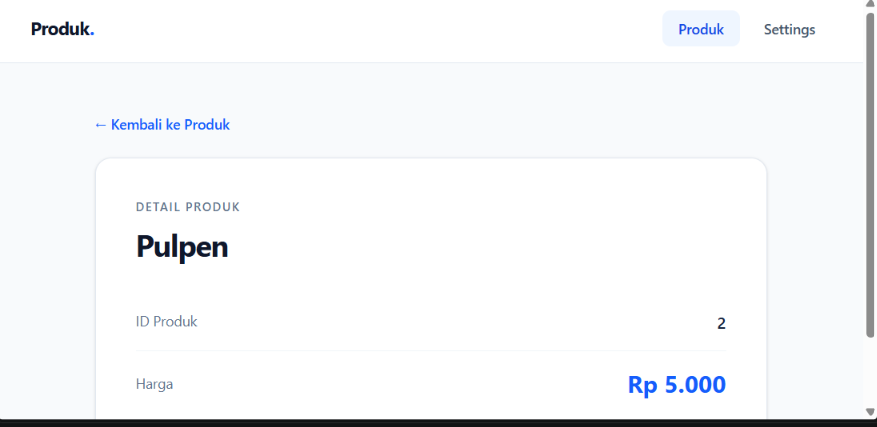 Produk.
Produk Settings
← Kembali ke Produk
DETAIL PRODUK
Pulpen
ID Produk 2
Harga Rp 5.000